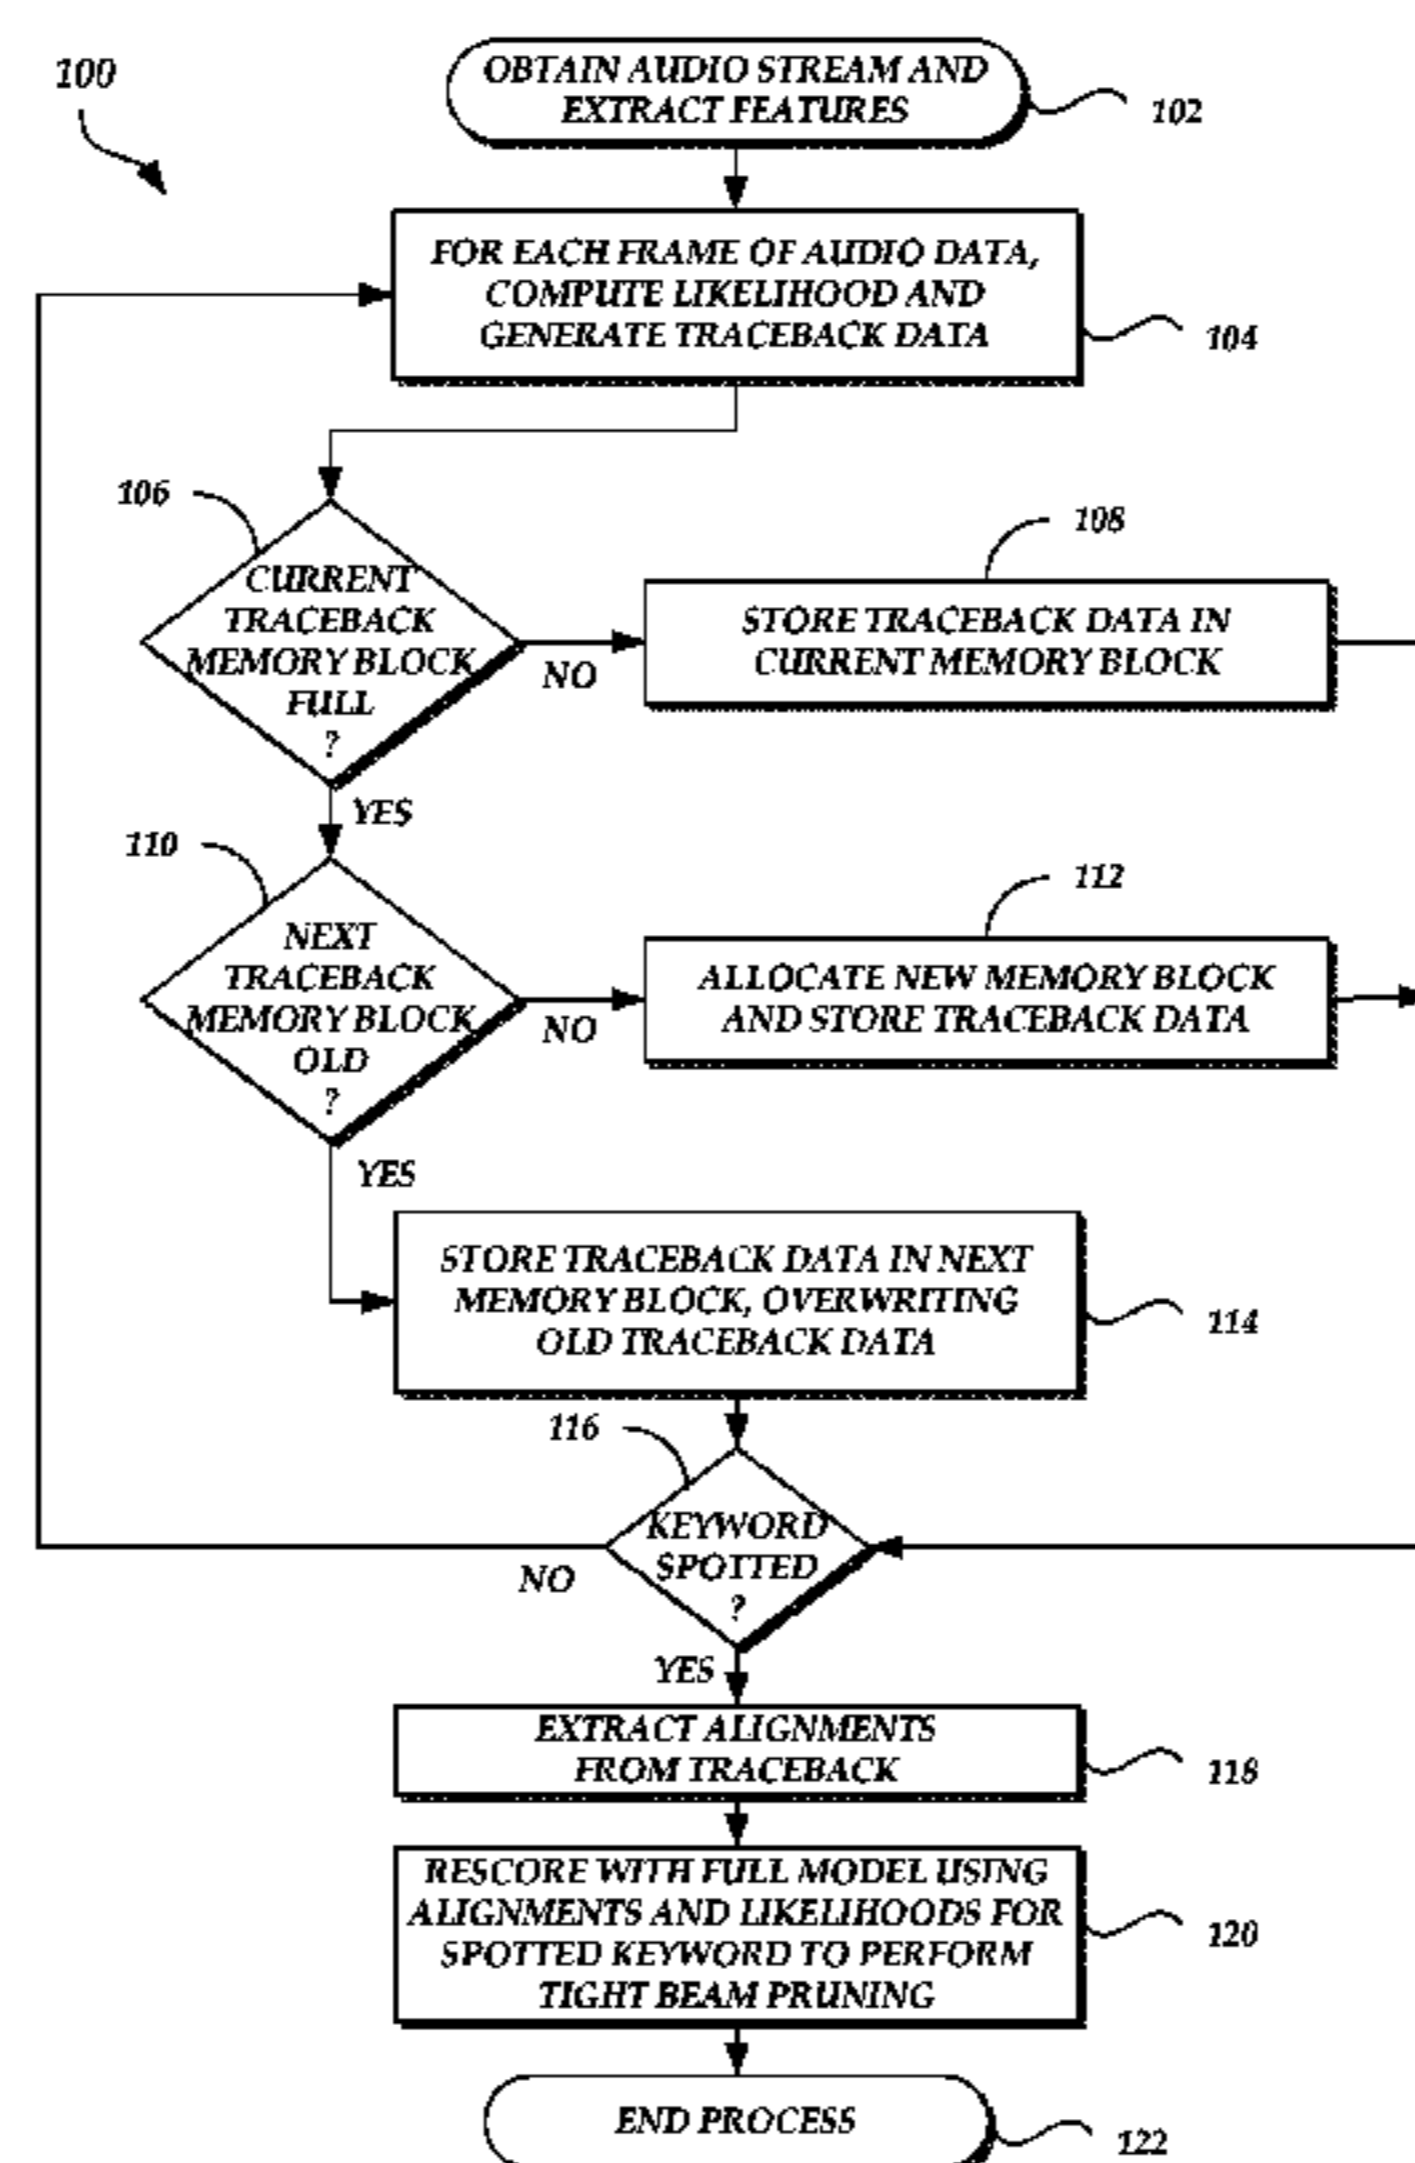 100
OBTAIN AUDIO STREAM AND
EXTRACT FEATURES
102
FOR EACH FRAME OF AUDIO DATA,
COMPUTE LIKELIHOOD AND
GENERATE TRACEBACK DATA
104
106
CURRENT
TRACEBACK
MEMORY BLOCK
FULL
?
NO
108
STORE TRACEBACK DATA IN
CURRENT MEMORY BLOCK
YES
110
NEXT
TRACEBACK
MEMORY BLOCK
OLD
?
NO
112
ALLOCATE NEW MEMORY BLOCK
AND STORE TRACEBACK DATA
YES
STORE TRACEBACK DATA IN NEXT
MEMORY BLOCK, OVERWRITING
OLD TRACEBACK DATA
114
116
KEYWORD
SPOTTED
?
NO
YES
EXTRACT ALIGNMENTS
FROM TRACEBACK
118
RESCORE WITH FULL MODEL USING
ALIGNMENTS AND LIKELIHOODS FOR
SPOTTED KEYWORD TO PERFORM
TIGHT BEAM PRUNING
120
END PROCESS
122